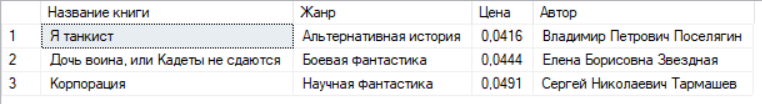 Название книги Жанр Цена Автор
1 Я танкист Альтернативная история 0,0416 Владимир Петрович Поселягин
2 Дочь воина, или Кадеты не сдаются Боевая фантастика 0,0444 Елена Борисовна Звездная
3 Корпорация Научная фантастика 0,0491 Сергей Николаевич Тармашев